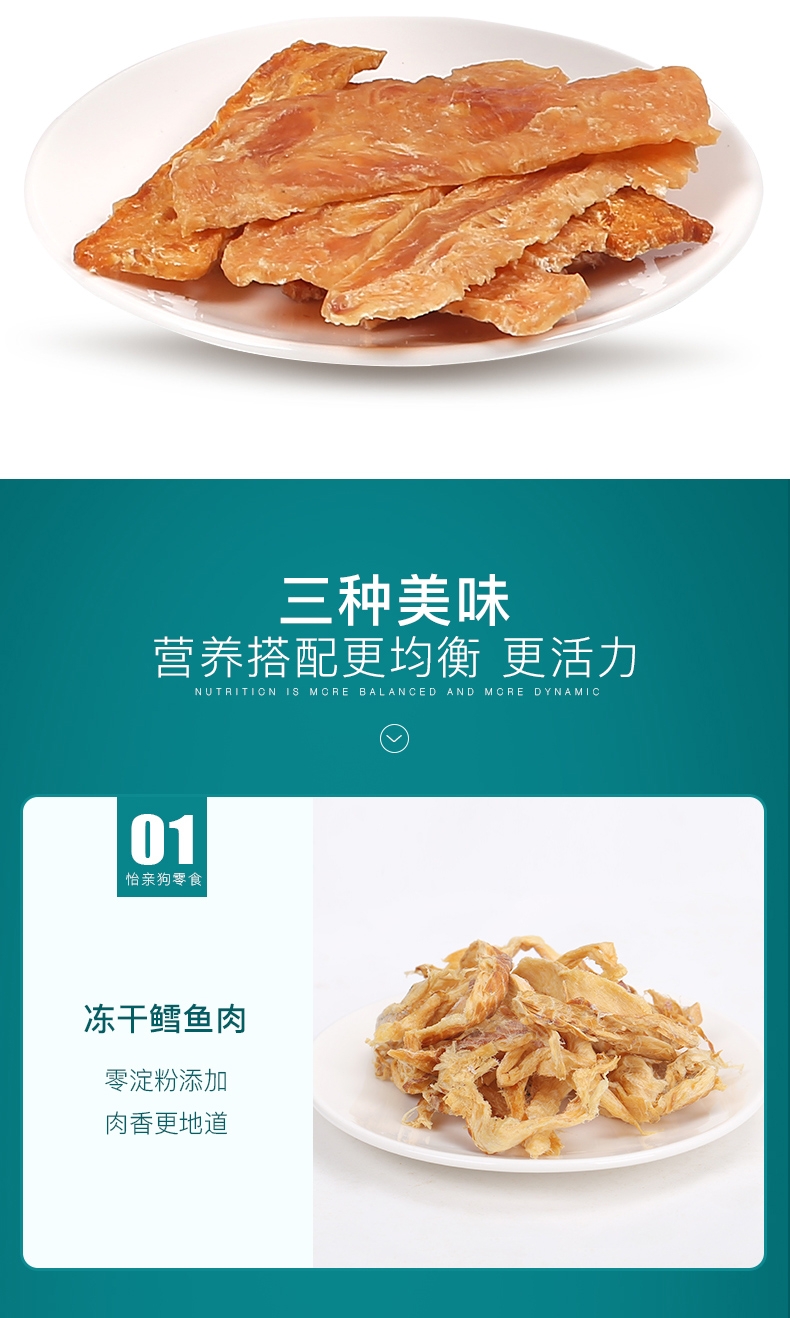 三种美味
营养搭配更均衡 更活力
NUTRITION IS MORE BALANCED AND MORE DYNAMIC
01
怡亲狗零食
冻干鳕鱼肉
零淀粉添加
肉香更地道